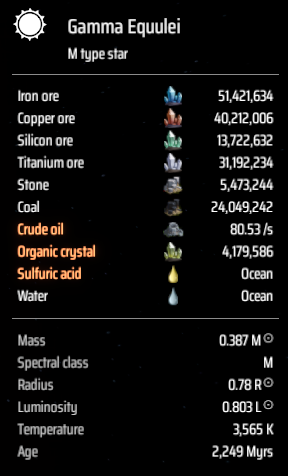 Gamma Equulei
M type star
Iron ore 51,421,634
Copper ore 40,212,006
Silicon ore 13,722,632
Titanium ore 31,192,234
Stone 5,473,244
Coal 24,049,242
Crude oil 80.53 /s
Organic crystal 4,179,586
Sulfuric acid Ocean
Water Ocean
Mass 0.387 M☉
Spectral class M
Radius 0.78 R☉
Luminosity 0.803 L☉
Temperature 3,565 K
Age 2,249 Myrs